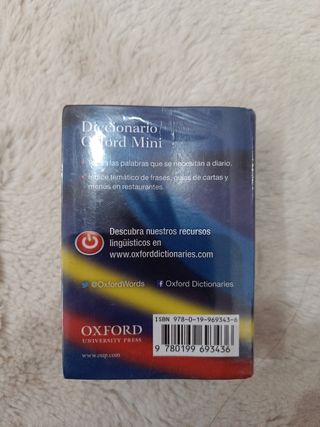 Diccionario
Oxford Mini
las palabras que se necesitan a diario.
Índice temático de frases, guías de cartas y
menús en restaurantes.
Descubra nuestros recursos
lingüísticos en
www.oxforddictionaries.com
@OxfordWords
Oxford Dictionaries
OXFORD
UNIVERSITY PRESS
www.oup.com
ISBN 978-0-19-969343-6
9 780199 693436